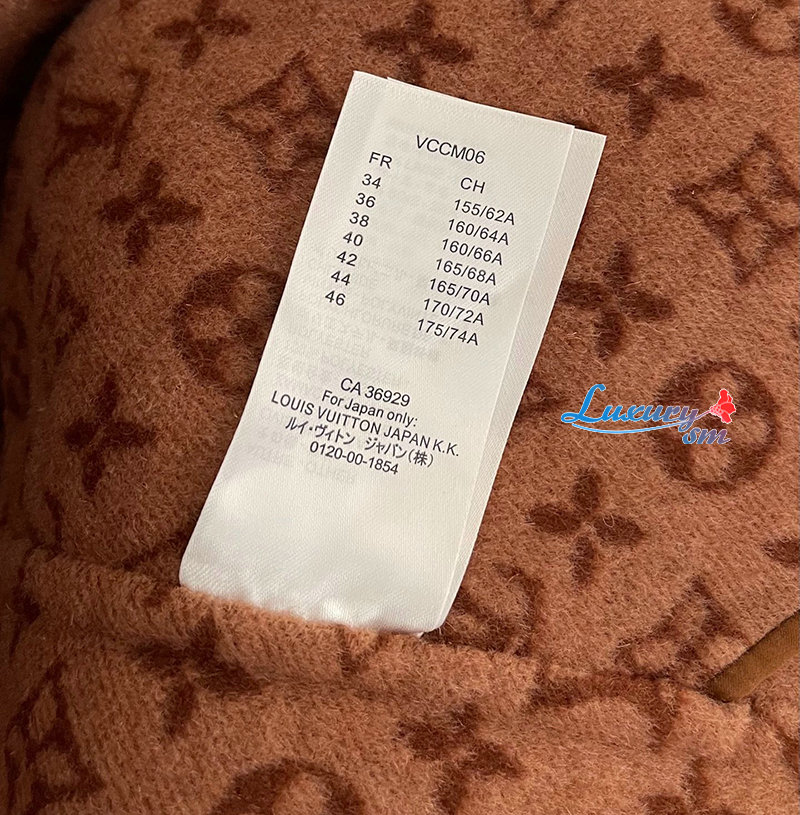 VCCM06
FR CH
34 155/62A
36 160/64A
38 160/66A
40 165/68A
42 165/70A
44 170/72A
46 175/74A
CA 36929
For Japan only:
LOUIS VUITTON JAPAN K.K.
ルイ・ヴィトン ジャパン(株)
0120-00-1854
Luxury
sm